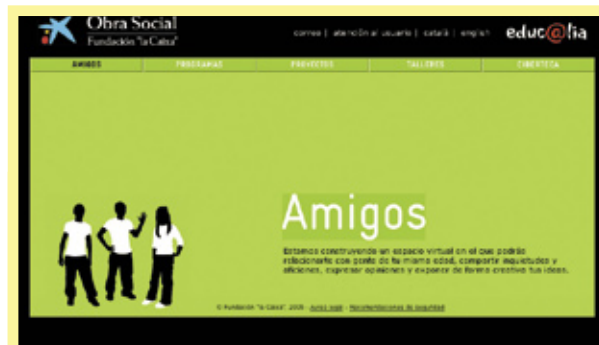 Obra Social
Fundación "la Caixa"
correo | atención al usuario | català | english
educ@lia
AMIGOS PROGRAMAS PROYECTOS TALLERES CIBERTECA
Amigos
Estamos construyendo un espacio virtual en el que podrás
relacionarte con gente de tu misma edad, compartir inquietudes y
aficiones, expresar opiniones y exponer de forma creativa tus ideas.
© Fundación "la Caixa", 2005 - Aviso legal - Recomendaciones de seguridad